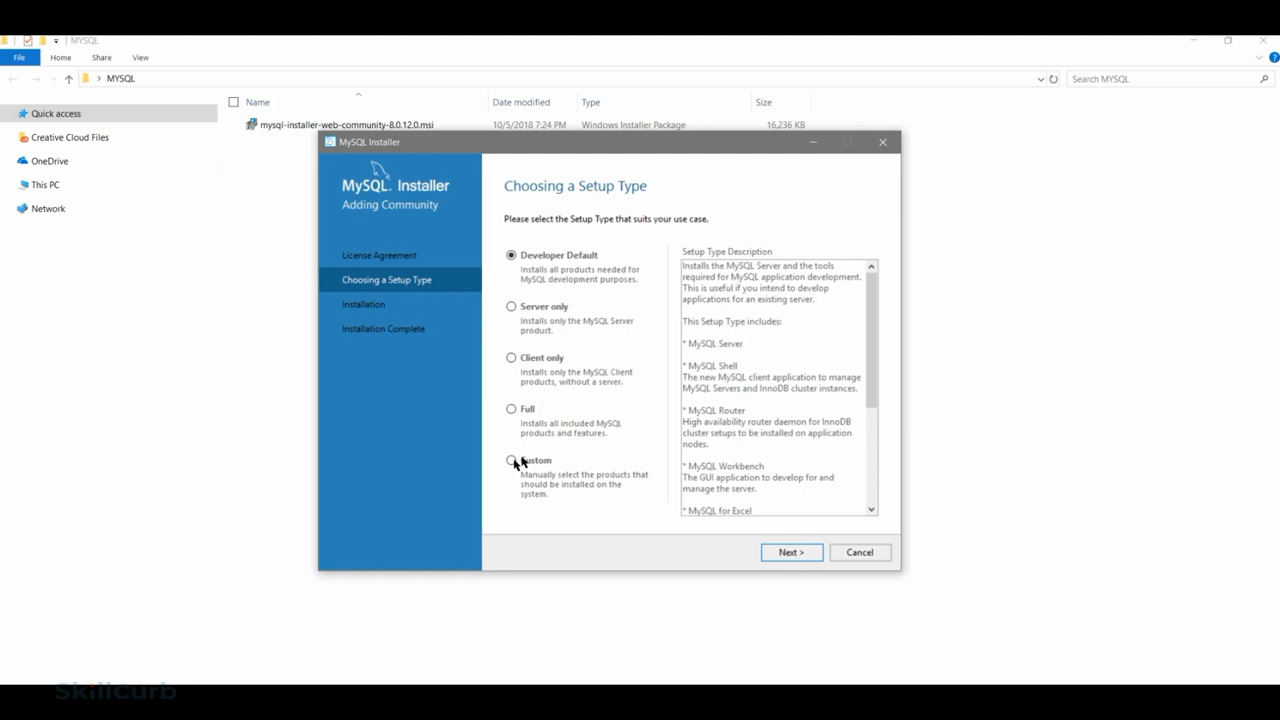 MYSQL
File Home Share View
MYSQL
Search MYSQL
Quick access
Creative Cloud Files
OneDrive
This PC
Network
Name Date modified Type Size
mysql-installer-web-community-8.0.12.0.msi 10/5/2018 7:24 PM Windows Installer Package 16,236 KB
MySQL Installer
MySQL. Installer
Adding Community
License Agreement
Choosing a Setup Type
Installation
Installation Complete
Choosing a Setup Type
Please select the Setup Type that suits your use case.
Developer Default
Installs all products needed for
MySQL development purposes.
Server only
Installs only the MySQL Server
product.
Client only
Installs only the MySQL Client
products, without a server.
Full
Installs all included MySQL
products and features.
Custom
Manually select the products that
should be installed on the
system.
Setup Type Description
Installs the MySQL Server and the tools
required for MySQL application development.
This is useful if you intend to develop
applications for an existing server.
This Setup Type includes:
* MySQL Server
* MySQL Shell
The new MySQL client application to manage
MySQL Servers and InnoDB cluster instances.
* MySQL Router
High availability router daemon for InnoDB
cluster setups to be installed on application
nodes.
* MySQL Workbench
The GUI application to develop for and
manage the server.
* MySQL for Excel
Next >
Cancel
SkillCurb